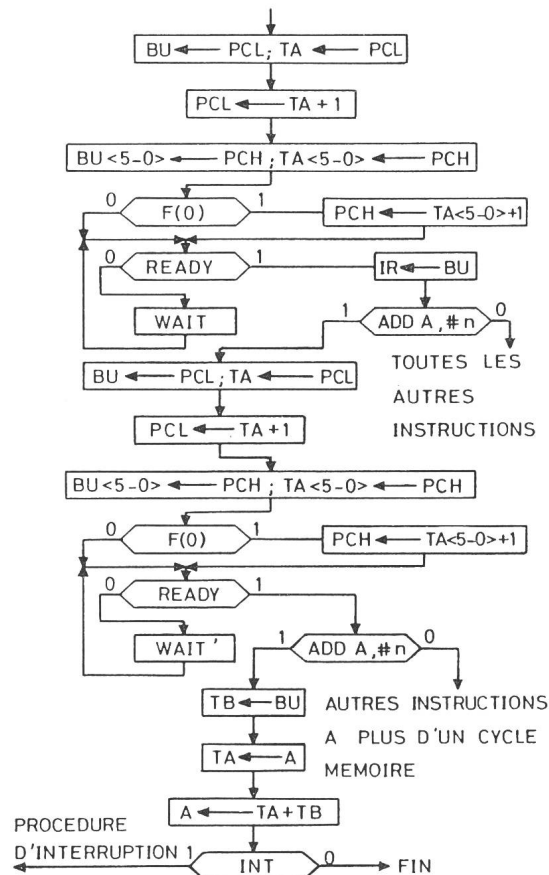 BU ← PCL; TA ← PCL
PCL ← TA + 1
BU <5-0> ← PCH; TA<5-0> ← PCH
0 F(0) 1
PCH ← TA<5-0>+1
0 READY 1
IR ← BU
WAIT
1 ADD A, #n 0
TOUTES LES
AUTRES
INSTRUCTIONS
BU ← PCL; TA ← PCL
PCL ← TA+1
BU<5-0> ← PCH; TA<5-0> ← PCH
0 F(0) 1
PCH ← TA<5-0>+1
0 READY 1
WAIT'
1 ADD A, #n 0
TB ← BU
AUTRES INSTRUCTIONS
A PLUS D'UN CYCLE
MEMOIRE
TA ← A
A ← TA+TB
PROCEDURE
D'INTERRUPTION 1 INT 0 FIN